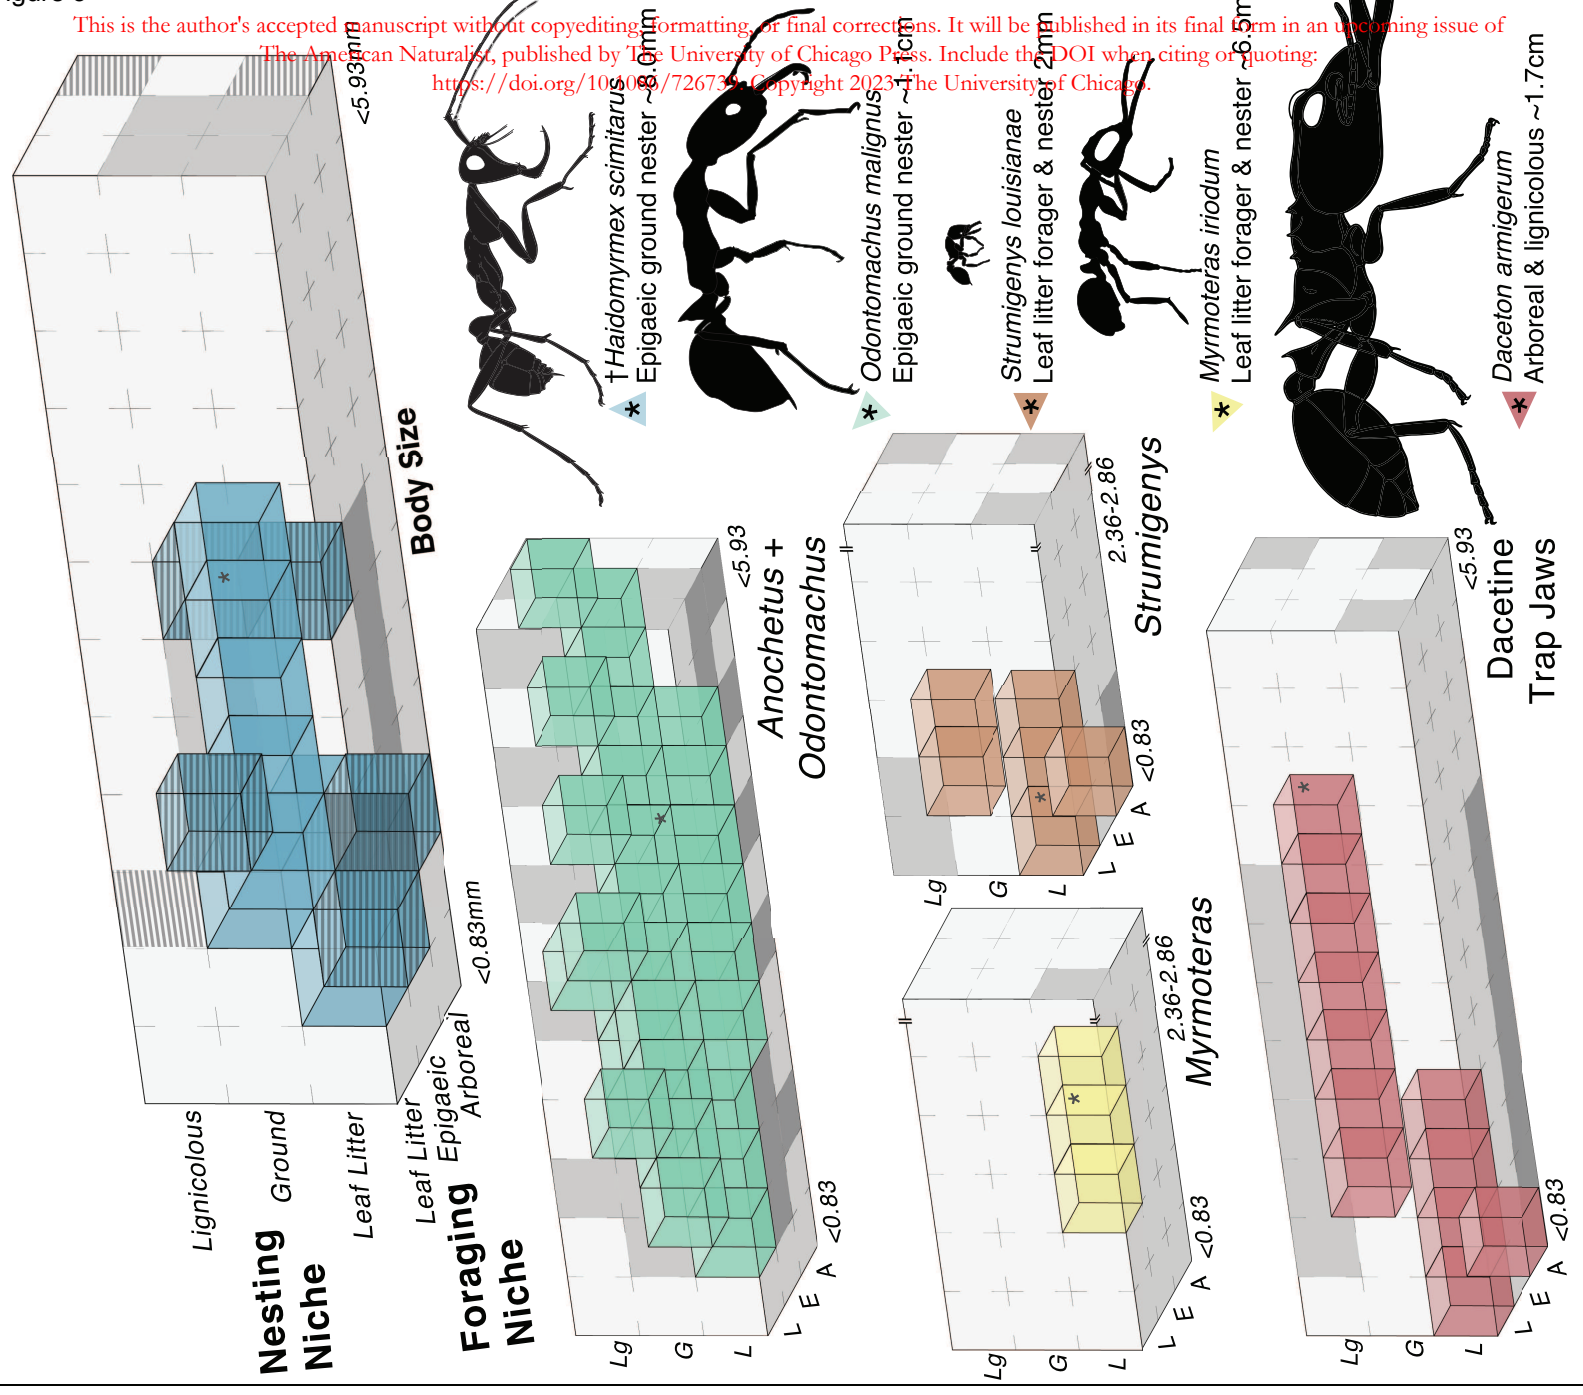 This is the author's accepted manuscript without copyediting, formatting, or final corrections. It will be published in its final form in an upcoming issue of
The American Naturalist, published by The University of Chicago Press. Include the DOI when citing or quoting:
https://doi.org/10.1086/726739. Copyright 2023 The University of Chicago.
<5.93mm
Body Size
<0.83mm
Lignicolous
Ground
Leaf Litter
Nesting
Niche
Leaf Litter
Epigaeic
Arboreal
Foraging
Niche
*
†Haidomyrmex scimitarus
Epigaeic ground nester ~8.0mm
*
Odontomachus malignus
Epigaeic ground nester ~1.1cm
*
Strumigenys louisianae
Leaf litter forager & nester 2mm
*
Myrmoteras iriodum
Leaf litter forager & nester
*
Daceton armigerum
Arboreal & lignicolous ~1.7cm
*
<5.93
Anochetus +
Odontomachus
<0.83
Lg
G
L
L
E
A
*
2.36-2.86
Strumigenys
<0.83
Lg
G
L
L
E
A
*
2.36-2.86
Myrmoteras
<0.83
Lg
G
L
L
E
A
*
<5.93
Dacetine
Trap Jaws
<0.83
Lg
G
L
L
E
A
*